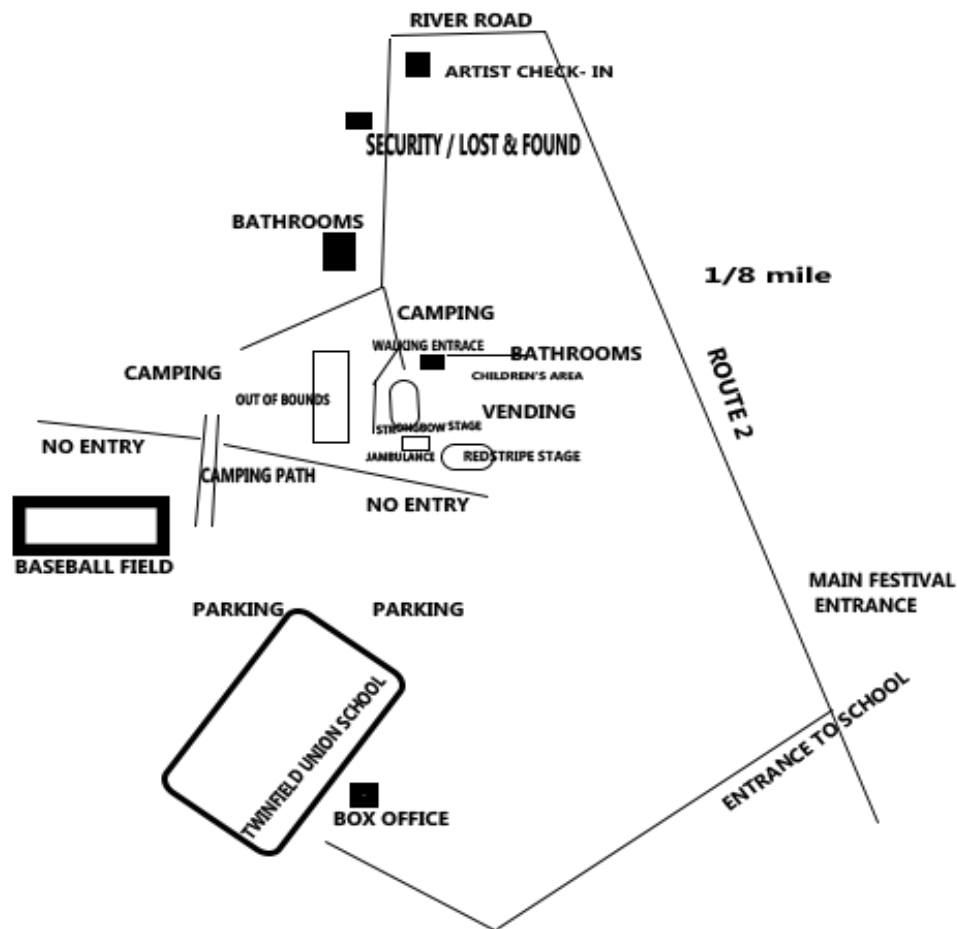 RIVER ROAD
ARTIST CHECK- IN
SECURITY / LOST & FOUND
BATHROOMS
1/8 mile
CAMPING
WALKING ENTRACE
BATHROOMS
CAMPING
CHILDREN'S AREA
OUT OF BOUNDS
VENDING
ROUTE 2
STRONGBOW STAGE
NO ENTRY
JAMBULANCE
REDSTRIPE STAGE
CAMPING PATH
NO ENTRY
BASEBALL FIELD
MAIN FESTIVAL
ENTRANCE
PARKING
PARKING
TWINFIELD UNION SCHOOL
ENTRANCE TO SCHOOL
BOX OFFICE